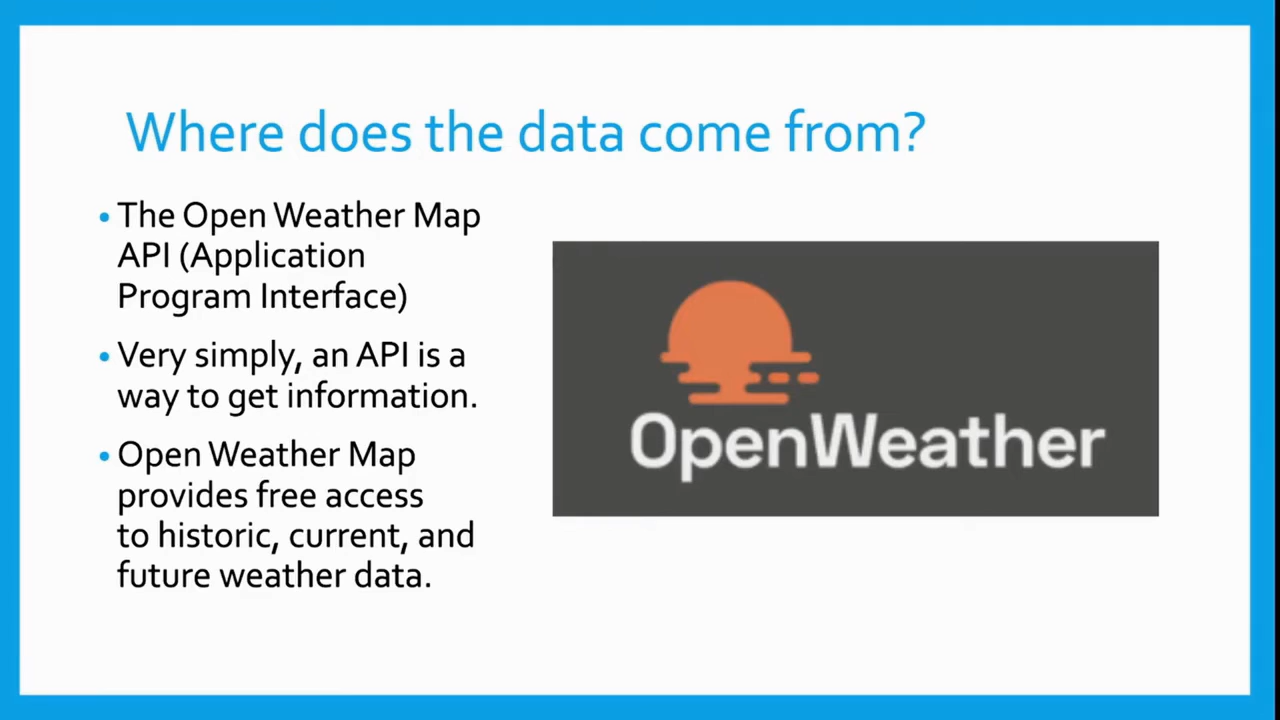 Where does the data come from?
• The Open Weather Map
API (Application
Program Interface)
• Very simply, an API is a
way to get information.
• Open Weather Map
provides free access
to historic, current, and
future weather data.
OpenWeather